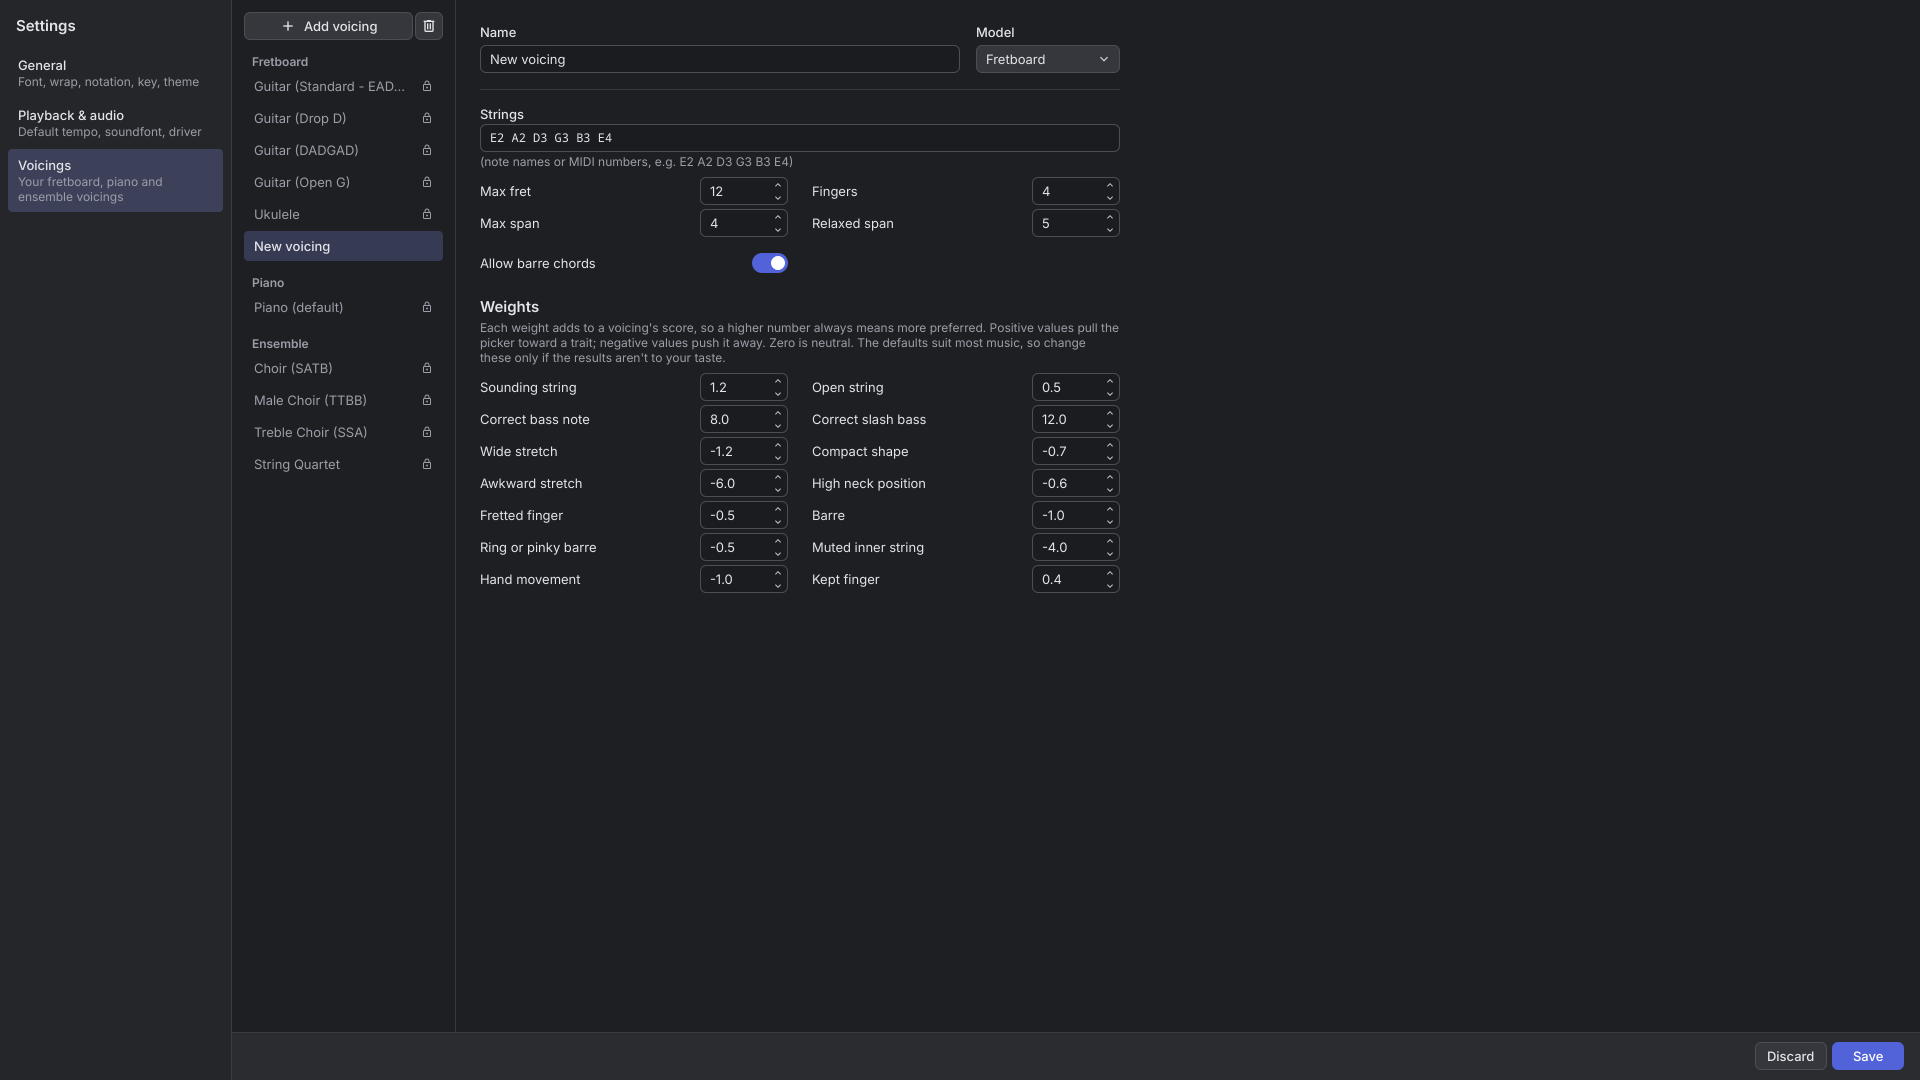 Settings
General
Font, wrap, notation, key, theme
Playback & audio
Default tempo, soundfont, driver
Voicings
Your fretboard, piano and
ensemble voicings
Add voicing
Fretboard
Guitar (Standard - EAD...
Guitar (Drop D)
Guitar (DADGAD)
Guitar (Open G)
Ukulele
New voicing
Piano
Piano (default)
Ensemble
Choir (SATB)
Male Choir (TTBB)
Treble Choir (SSA)
String Quartet
Name Model
New voicing Fretboard
Strings
E2 A2 D3 G3 B3 E4
(note names or MIDI numbers, e.g. E2 A2 D3 G3 B3 E4)
Max fret 12 Fingers 4
Max span 4 Relaxed span 5
Allow barre chords
Weights
Each weight adds to a voicing's score, so a higher number always means more preferred. Positive values pull the
picker toward a trait; negative values push it away. Zero is neutral. The defaults suit most music, so change
these only if the results aren't to your taste.
Sounding string 1.2 Open string 0.5
Correct bass note 8.0 Correct slash bass 12.0
Wide stretch -1.2 Compact shape -0.7
Awkward stretch -6.0 High neck position -0.6
Fretted finger -0.5 Barre -1.0
Ring or pinky barre -0.5 Muted inner string -4.0
Hand movement -1.0 Kept finger 0.4
Discard Save